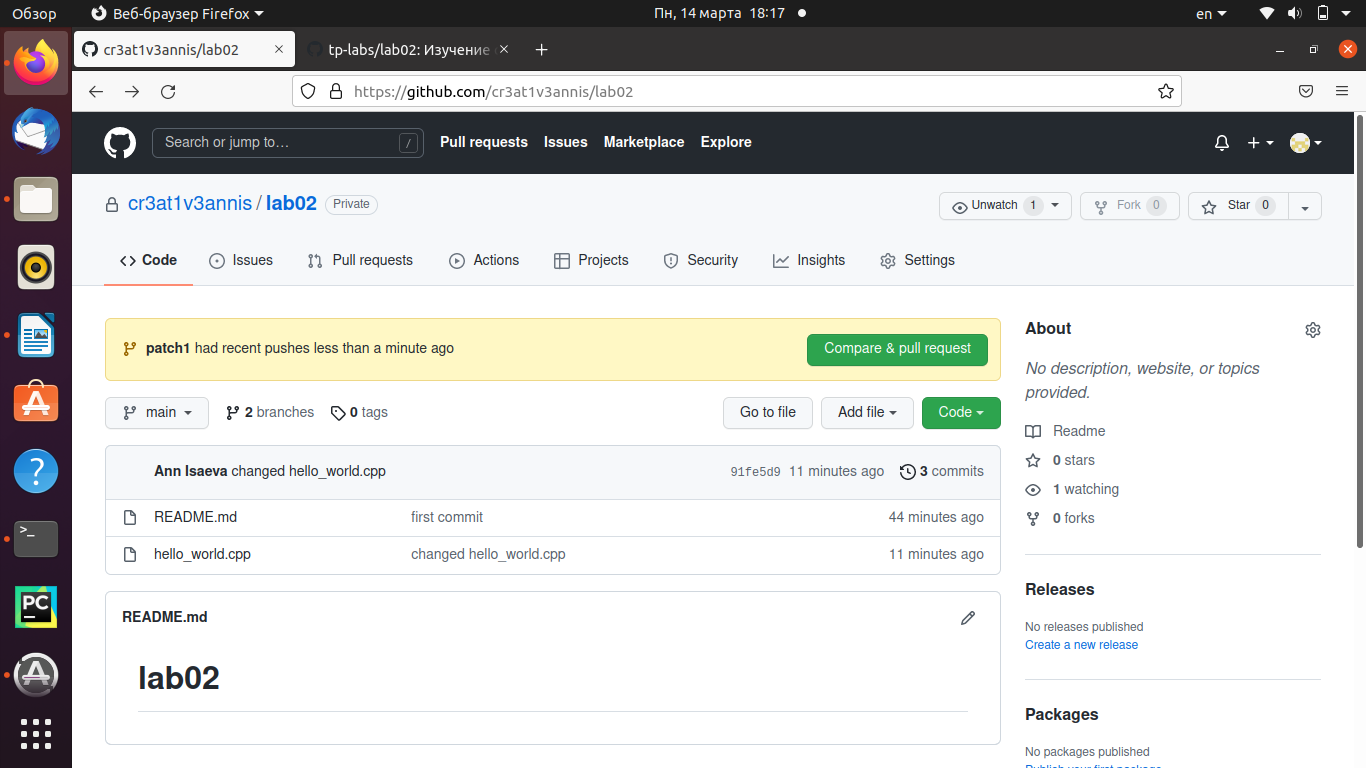 Обзор Веб-браузер Firefox Пн, 14 марта 18:17 en
cr3at1v3annis/lab02 tp-labs/lab02: Изучение
https://github.com/cr3at1v3annis/lab02
Search or jump to… / Pull requests Issues Marketplace Explore
cr3at1v3annis / lab02 Private Unwatch 1 Fork 0 Star 0
Code Issues Pull requests Actions Projects Security Insights Settings
patch1 had recent pushes less than a minute ago Compare & pull request
main 2 branches 0 tags Go to file Add file Code
Ann Isaeva changed hello_world.cpp 91fe5d9 11 minutes ago 3 commits
README.md first commit 44 minutes ago
hello_world.cpp changed hello_world.cpp 11 minutes ago
README.md
lab02
About
No description, website, or topics
provided.
Readme
0 stars
1 watching
0 forks
Releases
No releases published
Create a new release
Packages
No packages published
Publish your first package
PC